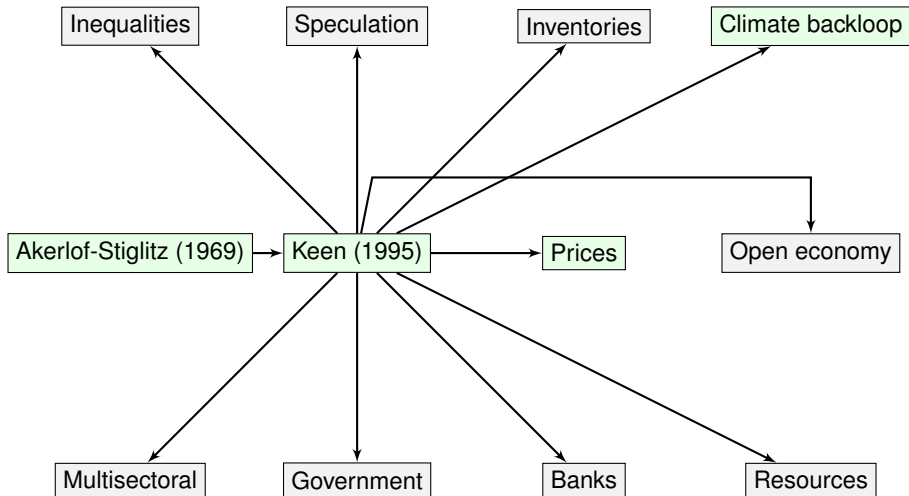 Inequalities
Speculation
Inventories
Climate backloop
Akerlof-Stiglitz (1969)
Keen (1995)
Prices
Open economy
Multisectoral
Government
Banks
Resources